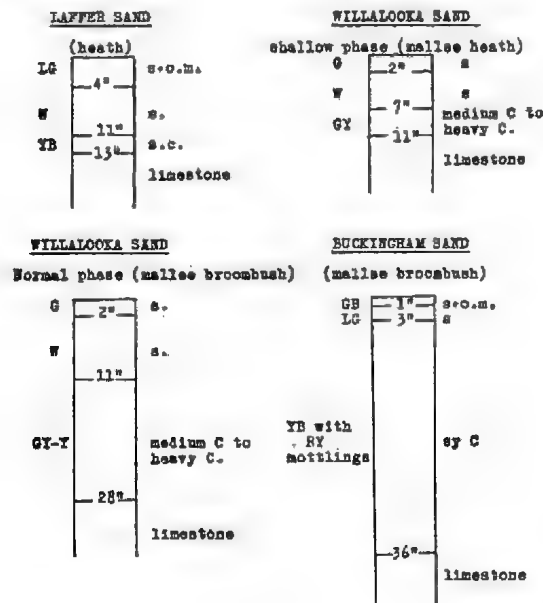 LAFFER SAND
(heath)
LG s+o.m.
4"
W s.
11"
YB s.c.
13"
limestone
WILLALOOKA SAND
shallow phase (mallee heath)
G s
2"
W s
7"
GY medium C to
heavy C.
11"
limestone
WILLALOOKA SAND
Normal phase (mallee broombush)
G s.
2"
W s.
11"
GY-Y medium C to
heavy C.
28"
limestone
BUCKINGHAM SAND
(mallee broombush)
GB 1" s+o.m.
LG 3" s
YB with
RY
mottlings
sy C
36"
limestone